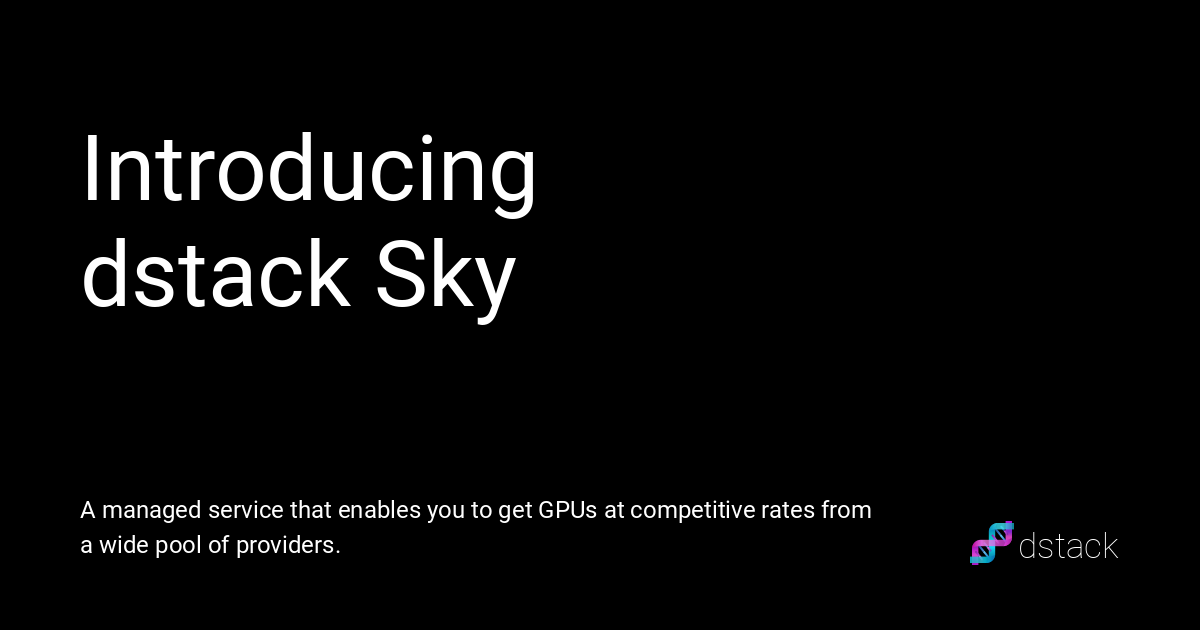 Introducing
dstack Sky
A managed service that enables you to get GPUs at competitive rates from
a wide pool of providers.
dstack